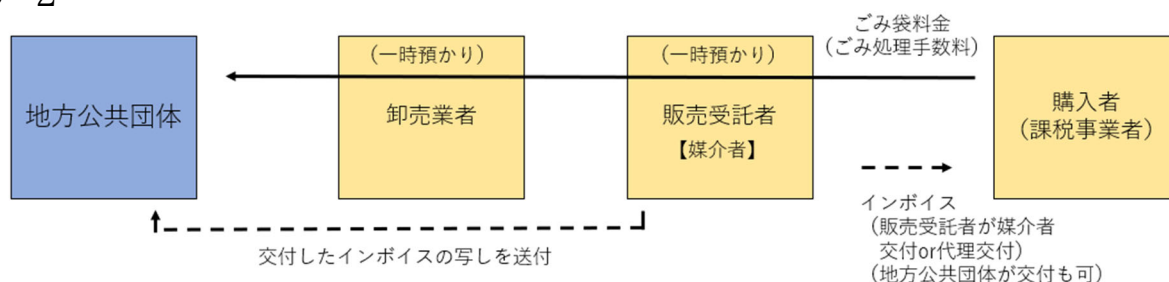 ごみ袋料金
（ごみ処理手数料）
（一時預かり）
（一時預かり）
地方公共団体
卸売業者
販売受託者
【媒介者】
購入者
（課税事業者）
インボイス
（販売受託者が媒介者
交付or代理交付）
（地方公共団体が交付も可）
交付したインボイスの写しを送付